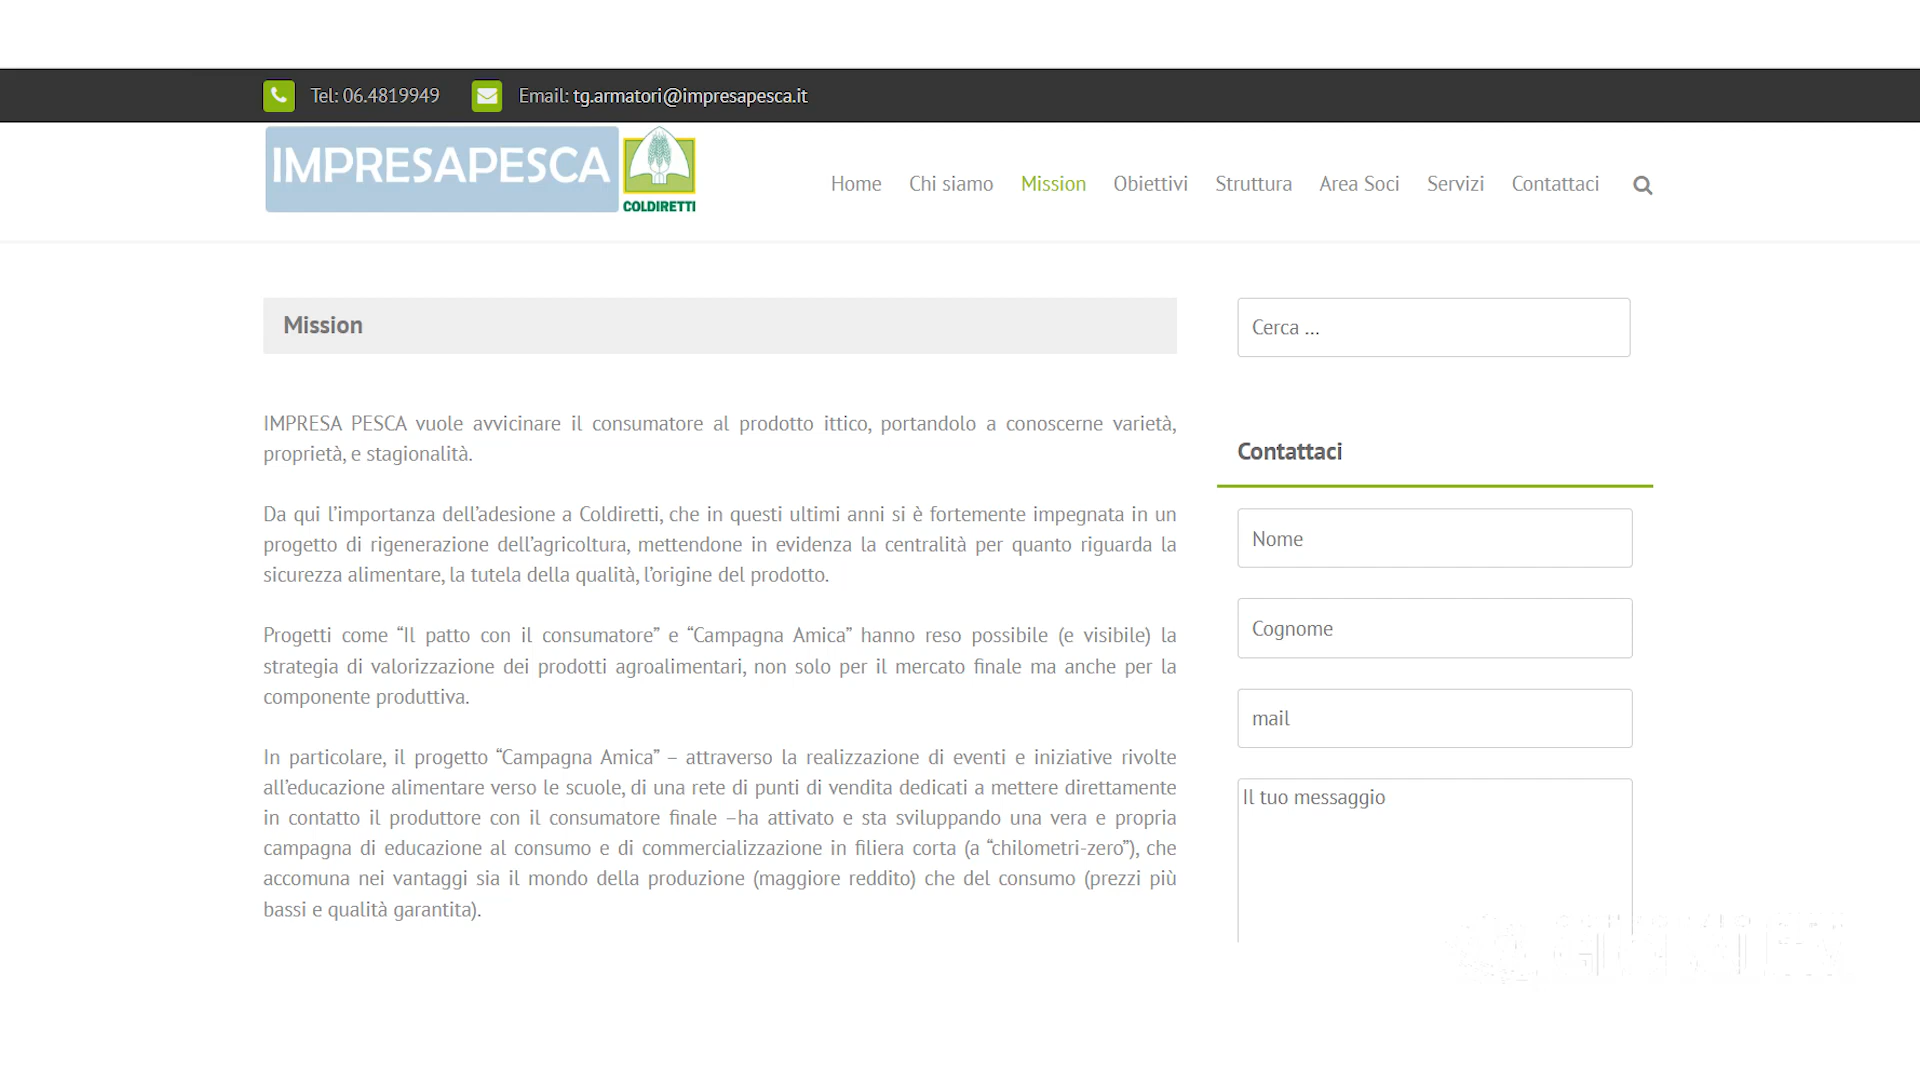 Tel: 06.4819949 Email: tg.armatori@impresapesca.it
IMPRESAPESCA
COLDIRETTI
Home Chi siamo Mission Obiettivi Struttura Area Soci Servizi Contattaci
Mission
IMPRESA PESCA vuole avvicinare il consumatore al prodotto ittico, portandolo a conoscerne varietà,
proprietà, e stagionalità.
Da qui l’importanza dell’adesione a Coldiretti, che in questi ultimi anni si è fortemente impegnata in un
progetto di rigenerazione dell’agricoltura, mettendone in evidenza la centralità per quanto riguarda la
sicurezza alimentare, la tutela della qualità, l’origine del prodotto.
Progetti come “Il patto con il consumatore” e “Campagna Amica” hanno reso possibile (e visibile) la
strategia di valorizzazione dei prodotti agroalimentari, non solo per il mercato finale ma anche per la
componente produttiva.
In particolare, il progetto “Campagna Amica” – attraverso la realizzazione di eventi e iniziative rivolte
all’educazione alimentare verso le scuole, di una rete di punti di vendita dedicati a mettere direttamente
in contatto il produttore con il consumatore finale –ha attivato e sta sviluppando una vera e propria
campagna di educazione al consumo e di commercializzazione in filiera corta (a “chilometri-zero”), che
accomuna nei vantaggi sia il mondo della produzione (maggiore reddito) che del consumo (prezzi più
bassi e qualità garantita).
Cerca ...
Contattaci
Nome
Cognome
mail
Il tuo messaggio